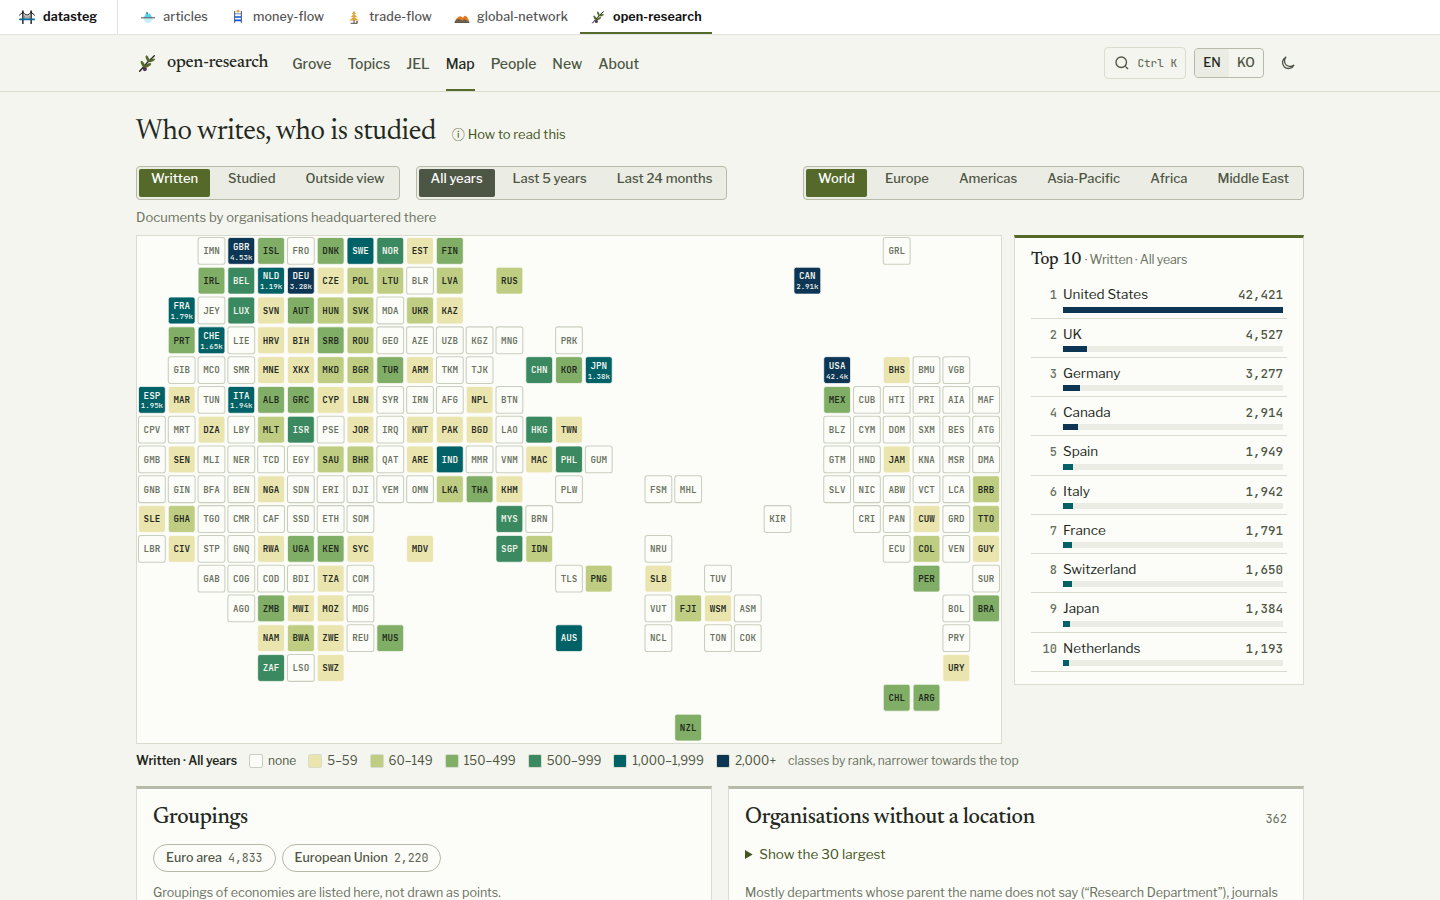 datasteg articles money-flow trade-flow global-network open-research
open-research Grove Topics JEL Map People New About Ctrl K EN KO
Who writes, who is studied ⓘ How to read this
Written Studied Outside view All years Last 5 years Last 24 months World Europe Americas Asia-Pacific Africa Middle East
Documents by organisations headquartered there
IMN GBR 4.53k ISL FRO DNK SWE NOR EST FIN GRL
IRL BEL NLD 1.19k DEU 3.28k CZE POL LTU BLR LVA RUS CAN 2.91k
FRA 1.79k JEY LUX SVN AUT HUN SVK MDA UKR KAZ
PRT CHE 1.65k LIE HRV BIH SRB ROU GEO AZE UZB KGZ MNG PRK
GIB MCO SMR MNE XKX MKD BGR TUR ARM TKM TJK CHN KOR JPN 1.38k USA 42.4k BHS BMU VGB
ESP 1.95k MAR TUN ITA 1.94k ALB GRC CYP LBN SYR IRN AFG NPL BTN MEX CUB HTI PRI AIA MAF
CPV MRT DZA LBY MLT ISR PSE JOR IRQ KWT PAK BGD LAO HKG TWN BLZ CYM DOM SXM BES ATG
GMB SEN MLI NER TCD EGY SAU BHR QAT ARE IND MMR VNM MAC PHL GUM GTM HND JAM KNA MSR DMA
GNB GIN BFA BEN NGA SDN ERI DJI YEM OMN LKA THA KHM PLW FSM MHL SLV NIC ABW VCT LCA BRB
SLE GHA TGO CMR CAF SSD ETH SOM MYS BRN KIR CRI PAN CUW GRD TTO
LBR CIV STP GNQ RWA UGA KEN SYC MDV SGP IDN NRU ECU COL VEN GUY
GAB COG COD BDI TZA COM TLS PNG SLB TUV PER SUR
AGO ZMB MWI MOZ MDG VUT FJI WSM ASM BOL BRA
NAM BWA ZWE REU MUS AUS NCL TON COK PRY
ZAF LSO SWZ URY
CHL ARG
NZL
Top 10 · Written · All years
1 United States 42,421
2 UK 4,527
3 Germany 3,277
4 Canada 2,914
5 Spain 1,949
6 Italy 1,942
7 France 1,791
8 Switzerland 1,650
9 Japan 1,384
10 Netherlands 1,193
Written · All years none 5–59 60–149 150–499 500–999 1,000–1,999 2,000+ classes by rank, narrower towards the top
Groupings
Euro area 4,833 European Union 2,220
Groupings of economies are listed here, not drawn as points.
Organisations without a location 362
▶ Show the 30 largest
Mostly departments whose parent the name does not say (“Research Department”), journals